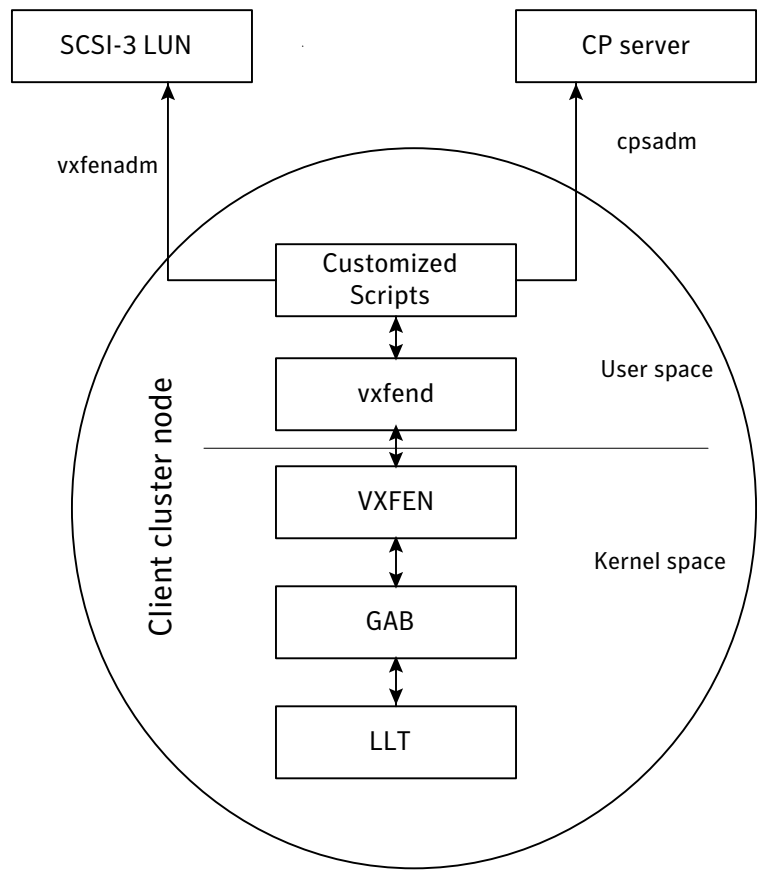 SCSI-3 LUN
CP server
vxfenadm
cpsadm
Customized
Scripts
vxfend
User space
Client cluster node
VXFEN
Kernel space
GAB
LLT